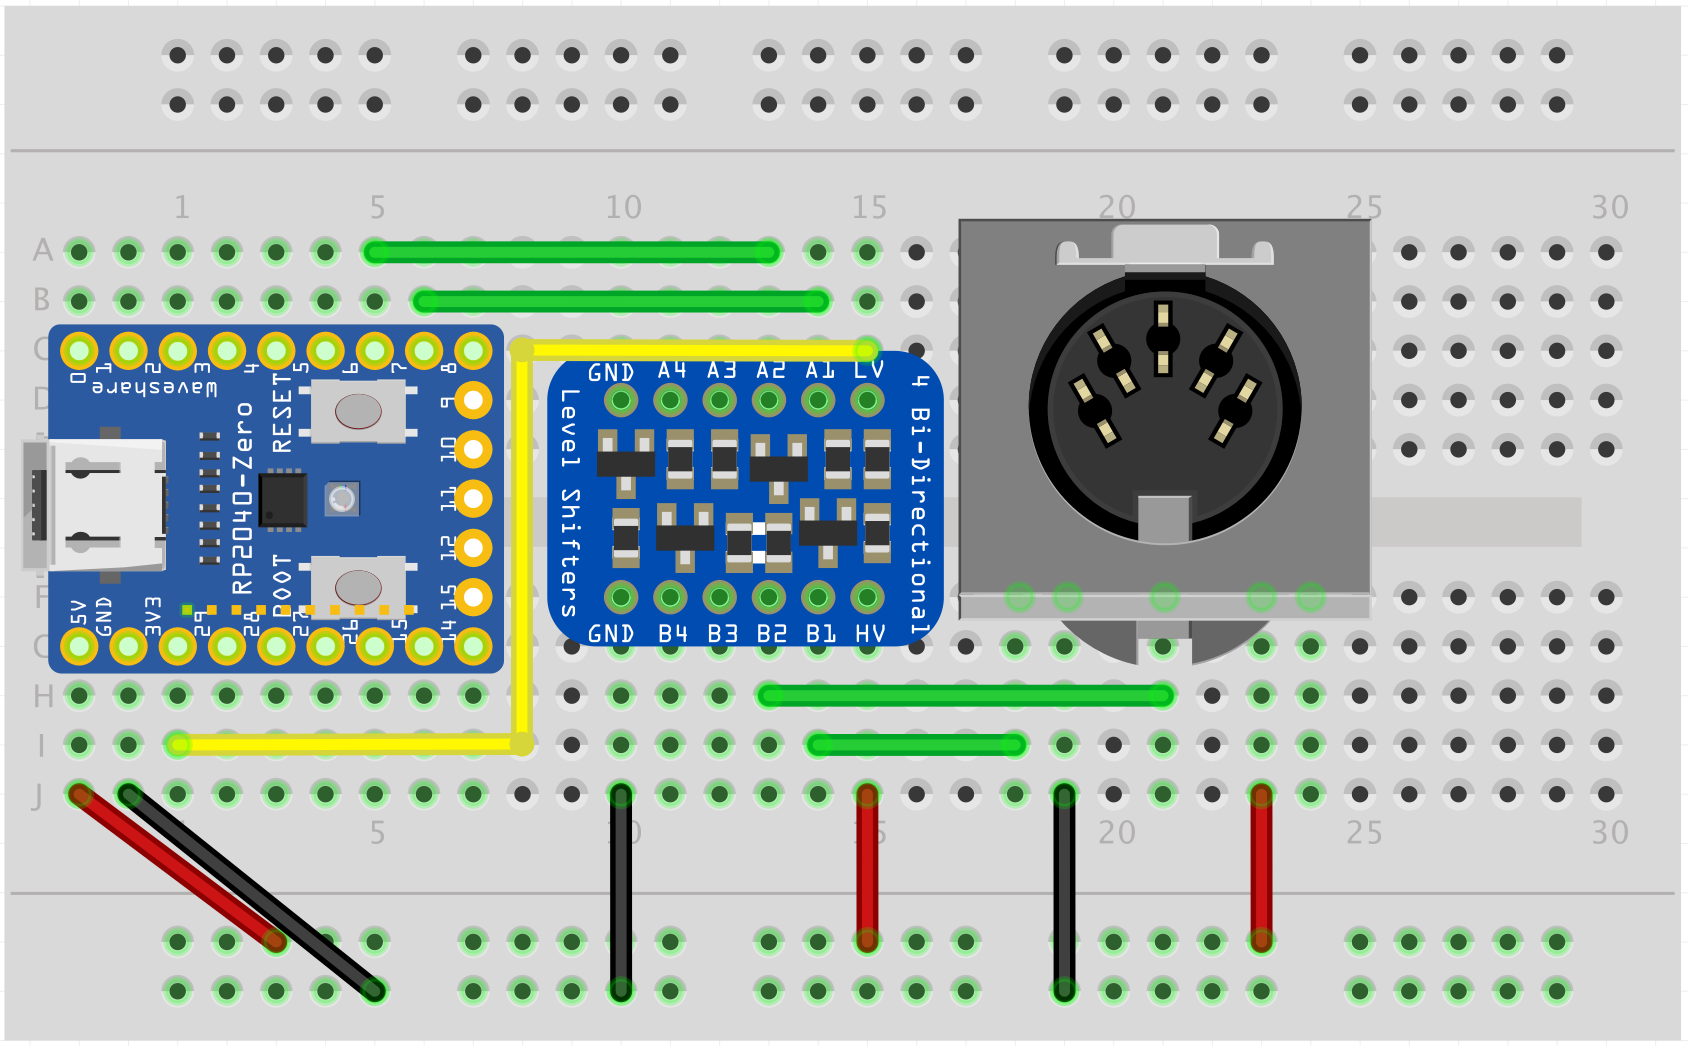 1 5 10 15 20 25 30
A
B
C
D
F
G
H
I
J
0 1 2 3 4 5 6 7 8
Waveshare
RESET
9
10
11
12
RP2040-Zero
BOOT
13
5V GND 3V3 29 28 27 26 15 14
GND A4 A3 A2 A1 LV
Level Shifters
4 Bi-Directional
GND B4 B3 B2 B1 HV
5 10 15 20 25 30